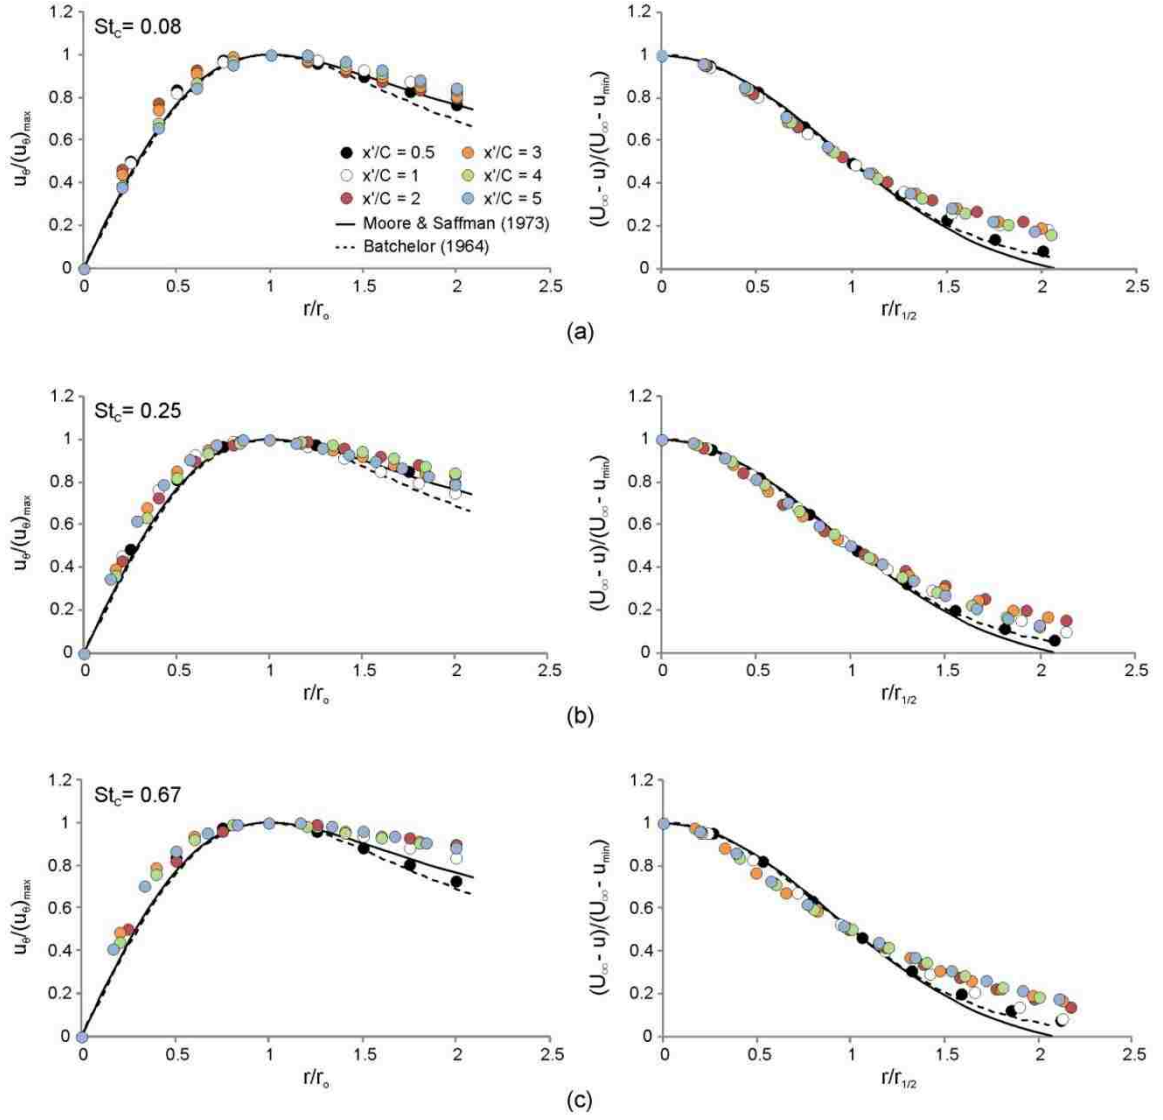 St_c= 0.08
u_θ/(u_θ)_max
1.2
1
0.8
0.6
0.4
0.2
0
0 0.5 1 1.5 2 2.5
r/r_o
x'/C = 0.5 x'/C = 3
x'/C = 1 x'/C = 4
x'/C = 2 x'/C = 5
Moore & Saffman (1973)
Batchelor (1964)
(U_∞ - u)/(U_∞ - u_min)
1.2
1
0.8
0.6
0.4
0.2
0
0 0.5 1 1.5 2 2.5
r/r_1/2
(a)
St_c= 0.25
u_θ/(u_θ)_max
1.2
1
0.8
0.6
0.4
0.2
0
0 0.5 1 1.5 2 2.5
r/r_o
(U_∞ - u)/(U_∞ - u_min)
1.2
1
0.8
0.6
0.4
0.2
0
0 0.5 1 1.5 2 2.5
r/r_1/2
(b)
St_c= 0.67
u_θ/(u_θ)_max
1.2
1
0.8
0.6
0.4
0.2
0
0 0.5 1 1.5 2 2.5
r/r_o
(U_∞ - u)/(U_∞ - u_min)
1.2
1
0.8
0.6
0.4
0.2
0
0 0.5 1 1.5 2 2.5
r/r_1/2
(c)